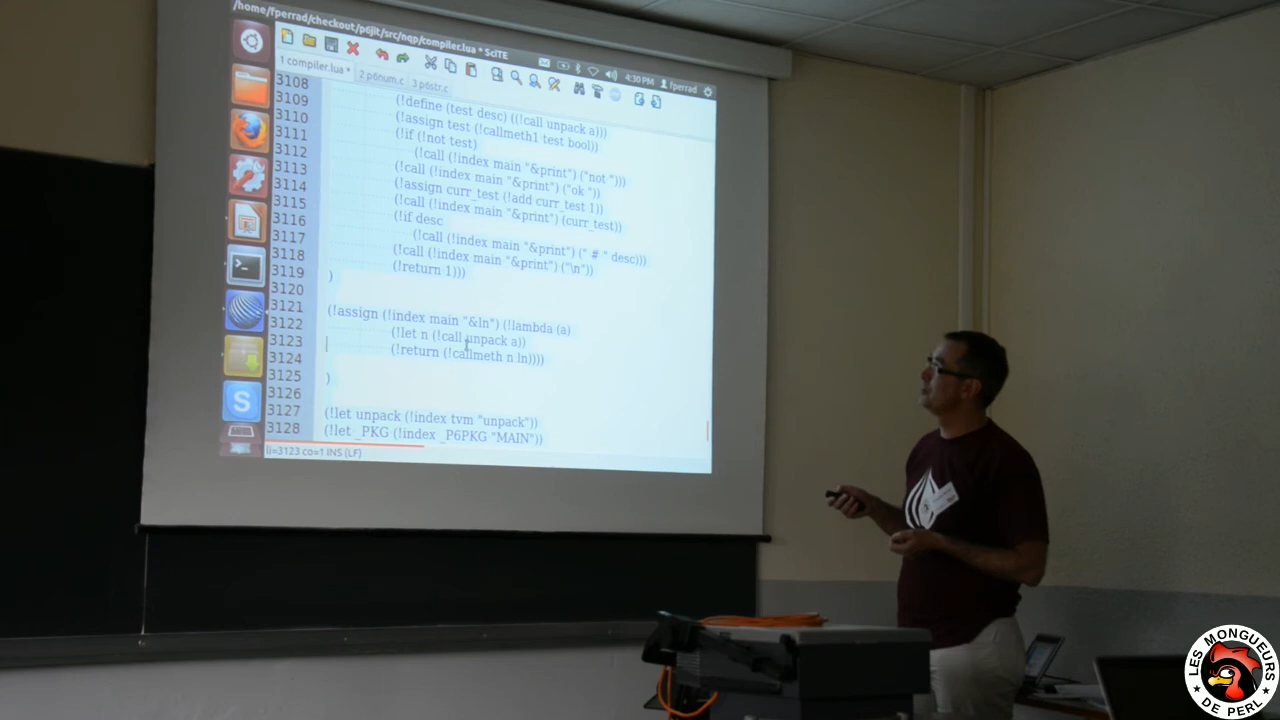 /home/fperrad/checkout/p6jit/src/nqp/compiler.lua * SciTE
4:30 PM fperrad
1 compiler.lua * 2 p6num.c 3 p6str.c
3108
3109 (!define (test desc) ((!call unpack a)))
3110 (!assign test (!callmeth1 test bool))
3111 (!if (!not test)
3112 (!call (!index main "&print") ("not ")))
3113 (!call (!index main "&print") ("ok "))
3114 (!assign curr_test (!add curr_test 1))
3115 (!call (!index main "&print") (curr_test))
3116 (!if desc
3117 (!call (!index main "&print") (" # " desc)))
3118 (!call (!index main "&print") ("\n"))
3119 (!return 1)))
3120 )
3121
3122 (!assign (!index main "&ln") (!lambda (a)
3123 (!let n (!call unpack a))
3124 (!return (!callmeth n ln))))
3125 )
3126
3127 (!let unpack (!index tvm "unpack"))
3128 (!let _PKG (!index _P6PKG "MAIN"))
li=3123 co=1 INS (LF)
S
LES MONGUEURS
DE PERL